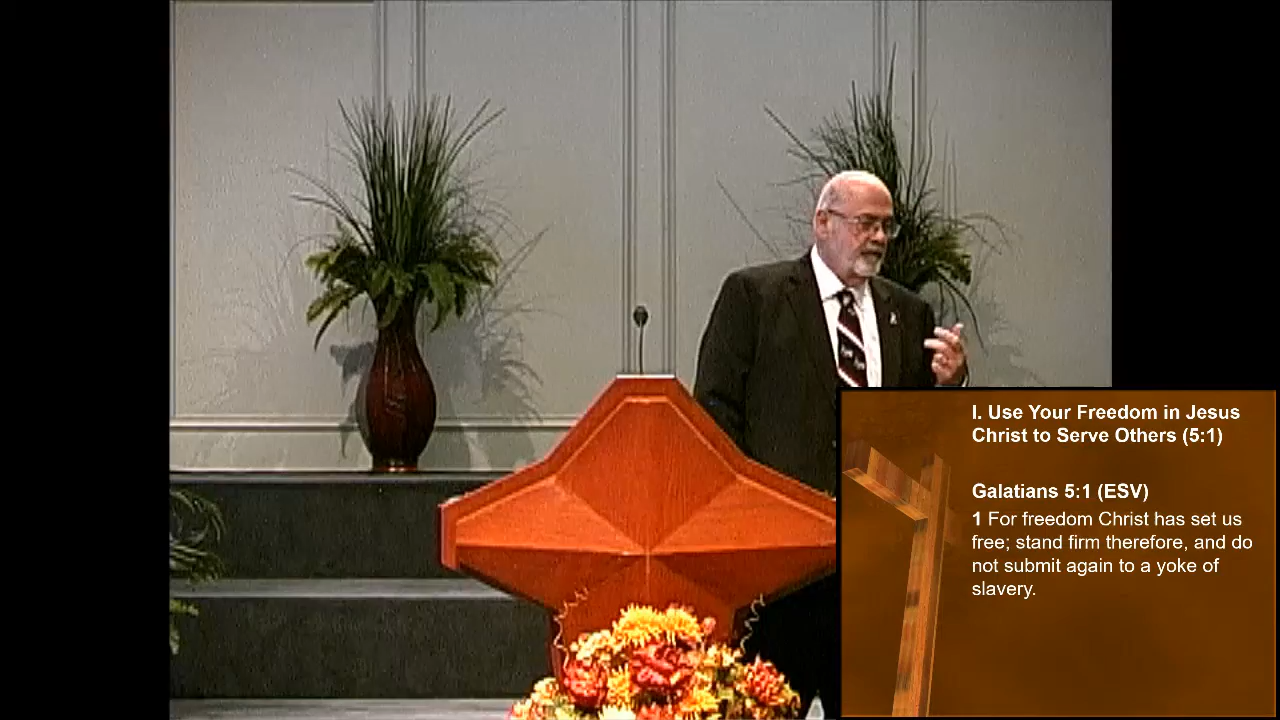 I. Use Your Freedom in Jesus
Christ to Serve Others (5:1)
Galatians 5:1 (ESV)
1 For freedom Christ has set us
free; stand firm therefore, and do
not submit again to a yoke of
slavery.